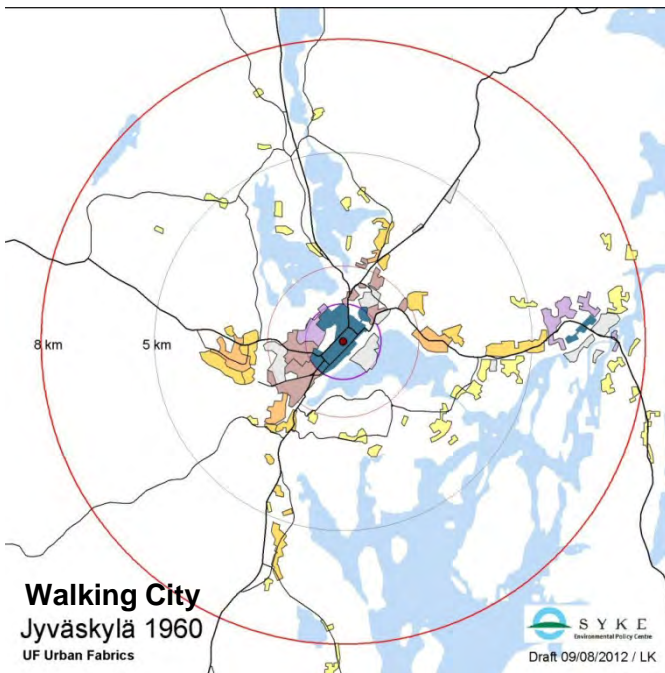 8 km
5 km
Walking City
Jyväskylä 1960
UF Urban Fabrics
SYKE
Environmental Policy Centre
Draft 09/08/2012 / LK